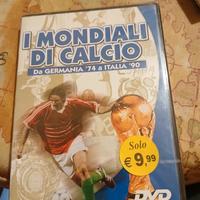 I MONDIALI
DI CALCIO
Da GERMANIA '74 a ITALIA '90
Solo
€ 9,99
DVD